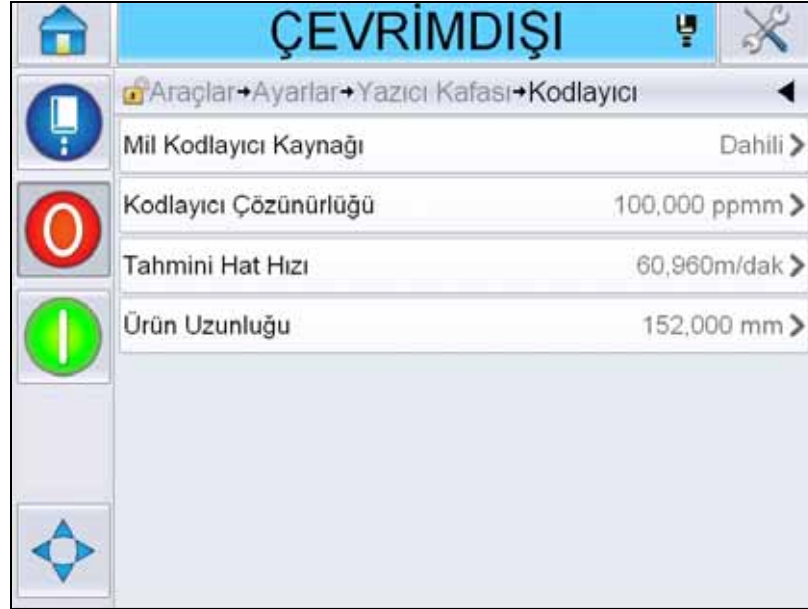 ÇEVRİMDIŞI
Araçlar→Ayarlar→Yazıcı Kafası→Kodlayıcı
Mil Kodlayıcı Kaynağı Dahili
Kodlayıcı Çözünürlüğü 100,000 ppmm
Tahmini Hat Hızı 60,960m/dak
Ürün Uzunluğu 152,000 mm